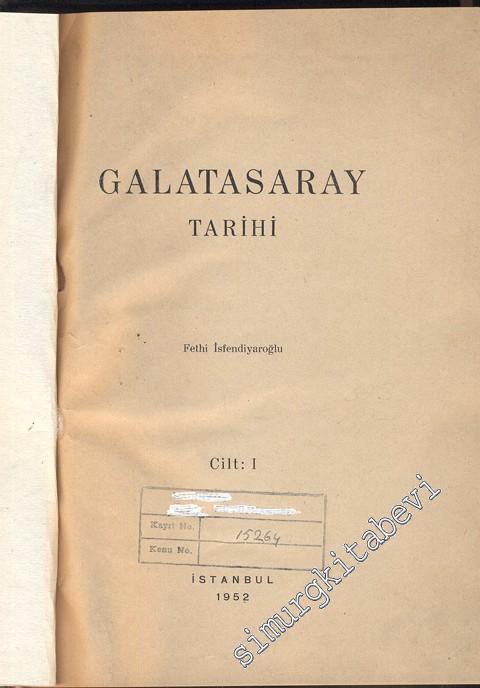 GALATASARAY
TARİHİ
Fethi İsfendiyaroğlu
Cilt: I
Kayıt No.
15264
Konu No.
İSTANBUL
1952
simurgkitabevi